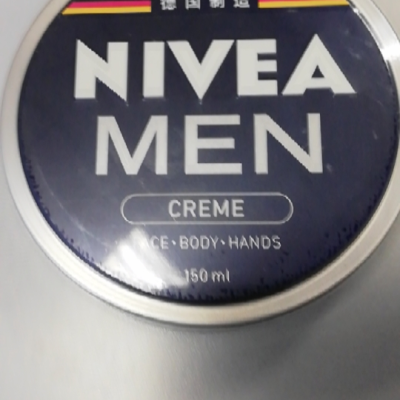 德国制造
NIVEA
MEN
CREME
CE·BODY·HANDS
150 ml